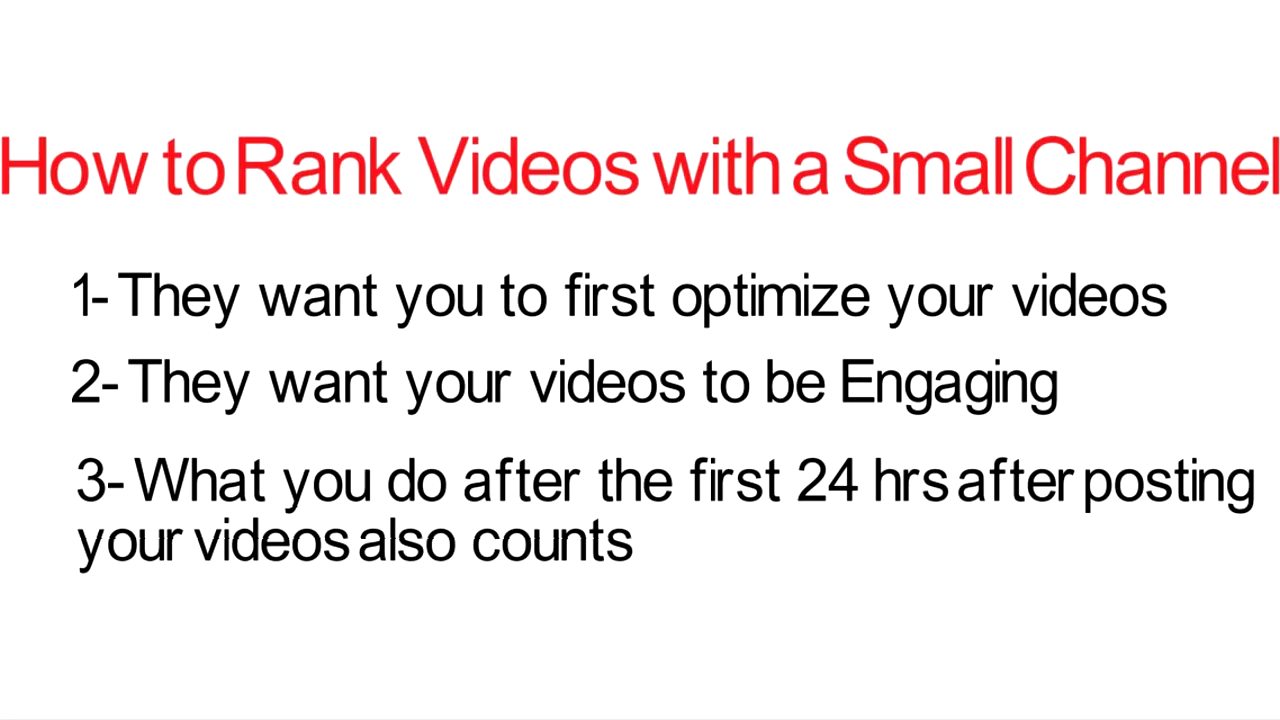 How to Rank Videos with a Small Channel
1- They want you to first optimize your videos
2- They want your videos to be Engaging
3- What you do after the first 24 hrs after posting
your videos also counts